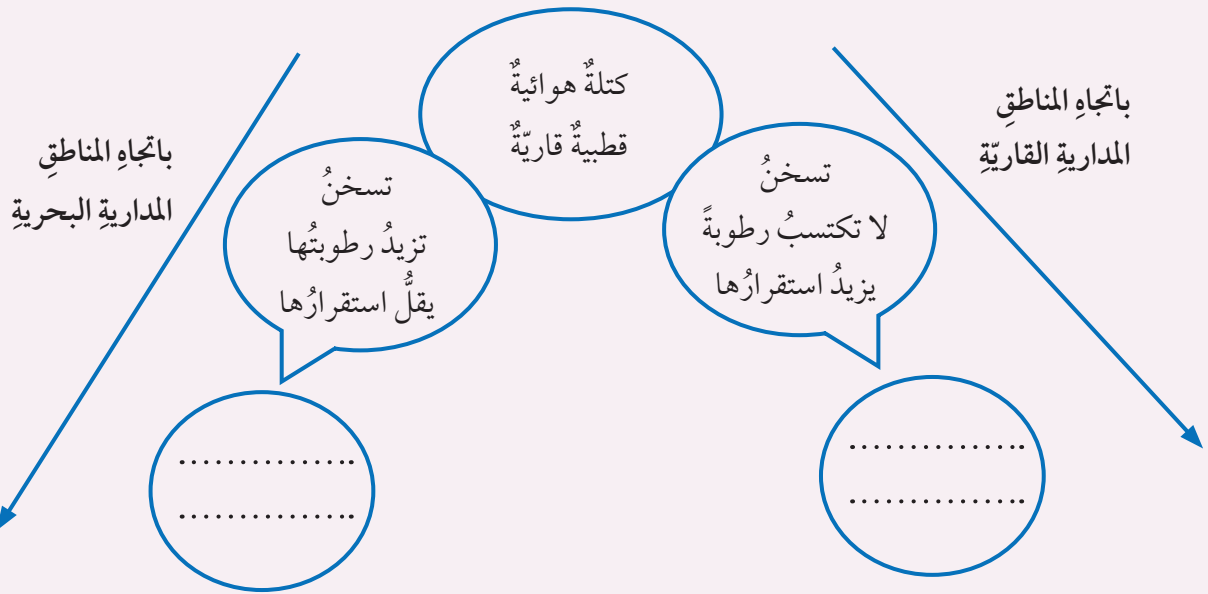 كتلةٌ هوائيةٌ
قطبيةٌ قاريّةٌ
باتجاهِ المناطقِ
المداريةِ القاريّةِ
تسخنُ
لا تكتسبُ رطوبةً
يزيدُ استقرارُها
...............
...............
باتجاهِ المناطقِ
المداريةِ البحريةِ
تسخنُ
تزيدُ رطوبتُها
يقلُّ استقرارُها
...............
...............